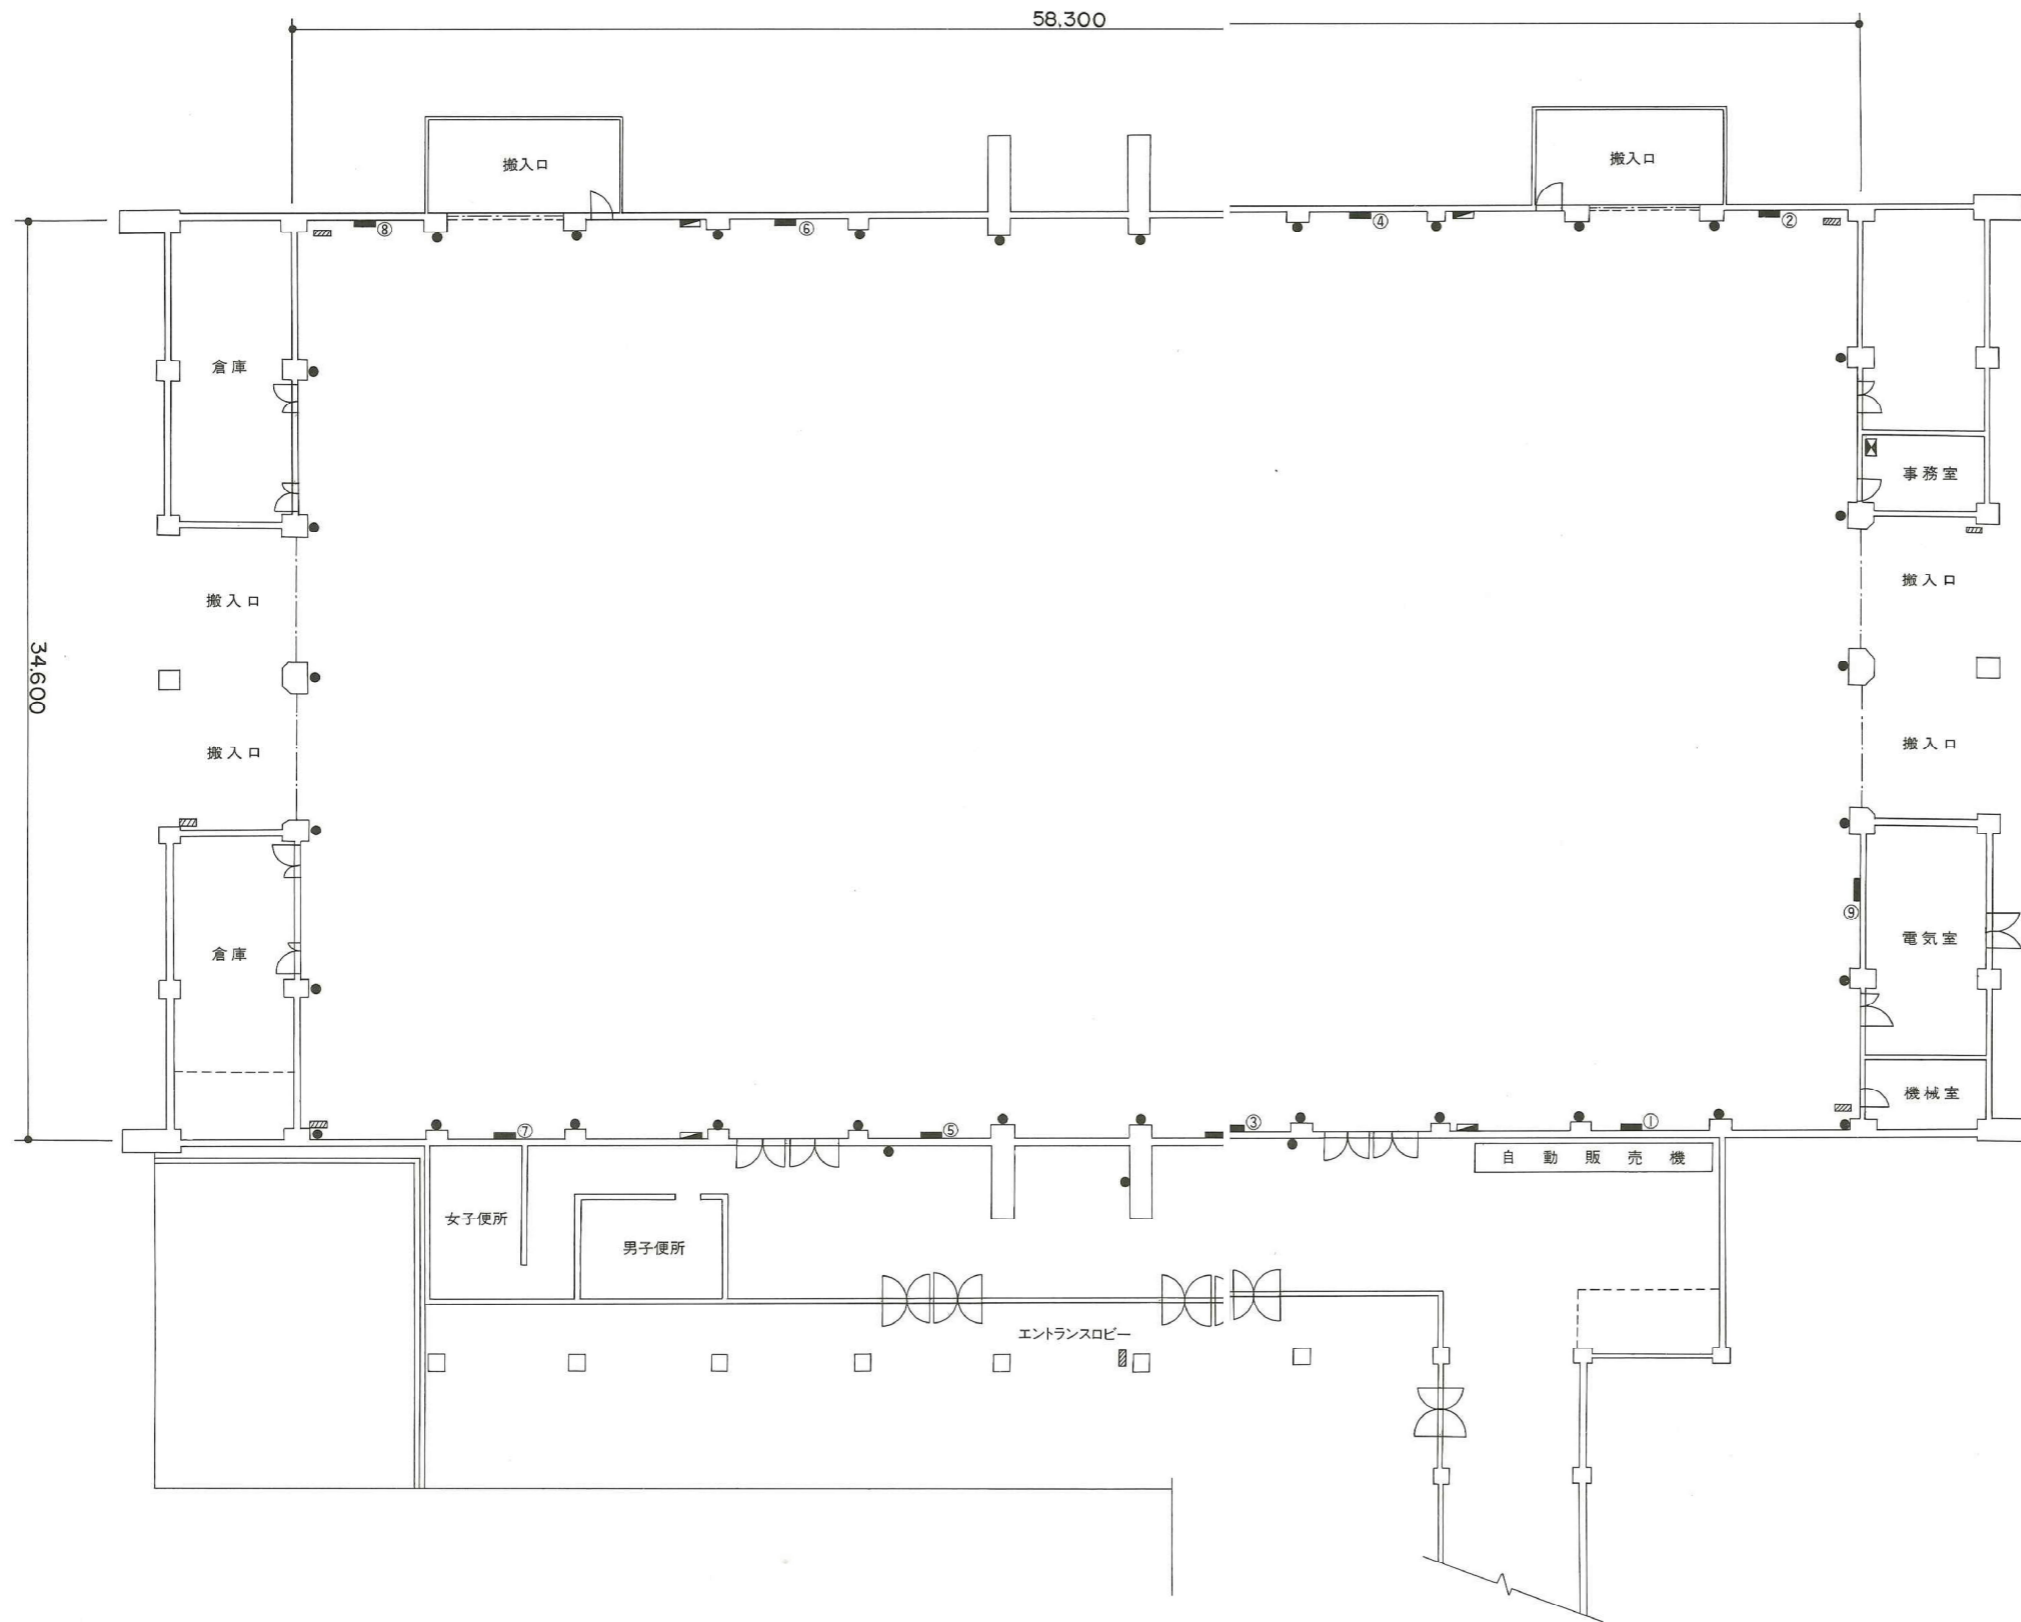 58,300
搬入口
搬入口
⑧
⑥
④
②
倉庫
事務室
搬入口
搬入口
34,600
搬入口
搬入口
⑨
倉庫
電気室
機械室
⑦
⑤
③
①
自動販売機
女子便所
男子便所
エントランスロビー